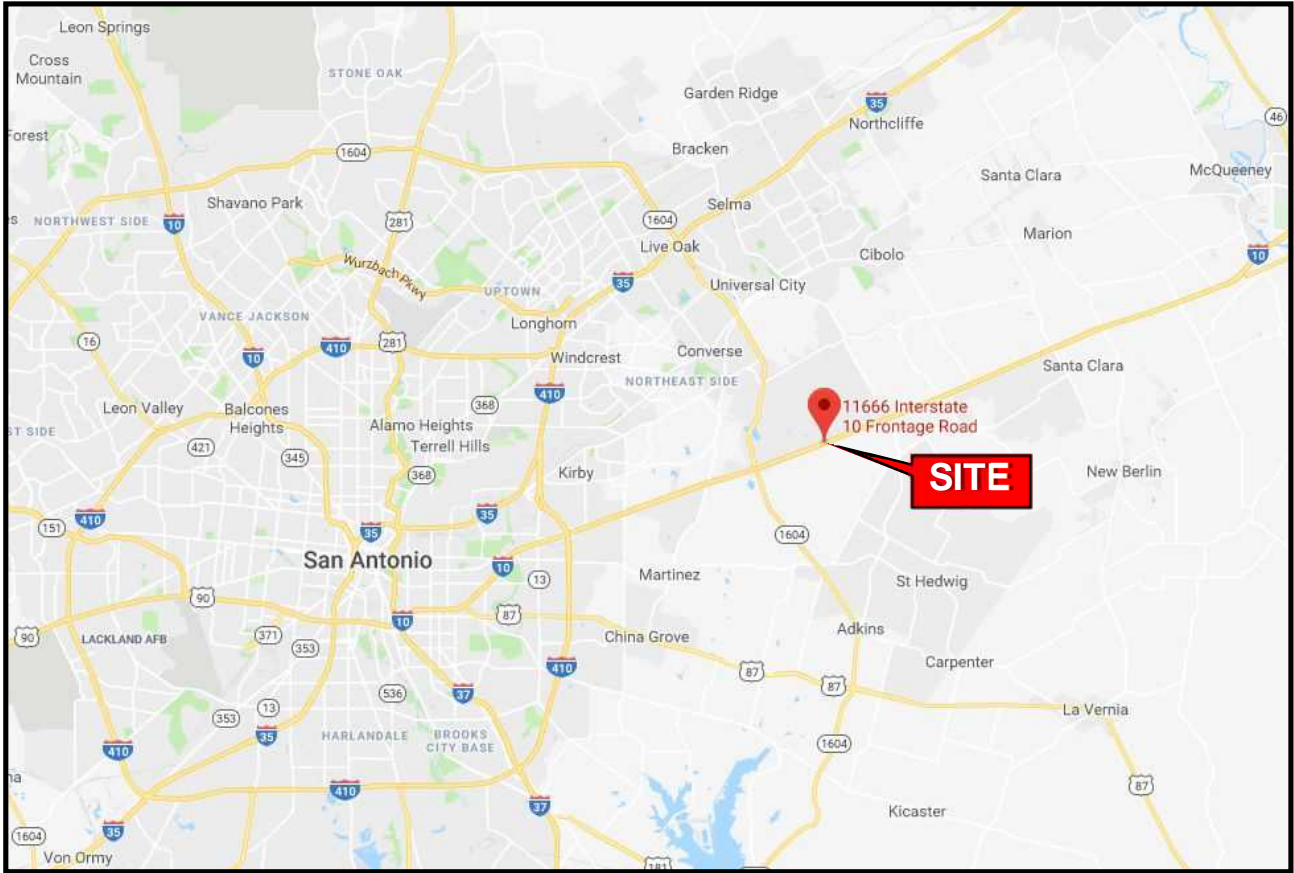 Leon Springs
Cross
Mountain
STONE OAK
Garden Ridge
35
Northcliffe
46
Forest
1604
Bracken
Santa Clara
McQueeney
Shavano Park
Selma
NORTHWEST SIDE
10
281
1604
Live Oak
Marion
Cibolo
10
Wurzbach Pkwy
UPTOWN
35
Universal City
VANCE JACKSON
Longhorn
16
410
281
10
Windcrest
Converse
Santa Clara
NORTHEAST SIDE
410
Leon Valley
Balcones
Heights
368
11666 Interstate
10 Frontage Road
ST SIDE
Alamo Heights
Terrell Hills
421
345
368
Kirby
SITE
New Berlin
410
151
35
35
1604
San Antonio
10
13
Martinez
St Hedwig
90
87
10
90
LACKLAND AFB
371
353
China Grove
Adkins
410
87
Carpenter
87
536
37
353
13
35
La Vernia
HARLANDALE
BROOKS
CITY BASE
410
1604
na
410
87
37
Kicaster
1604
35
Von Ormy
181